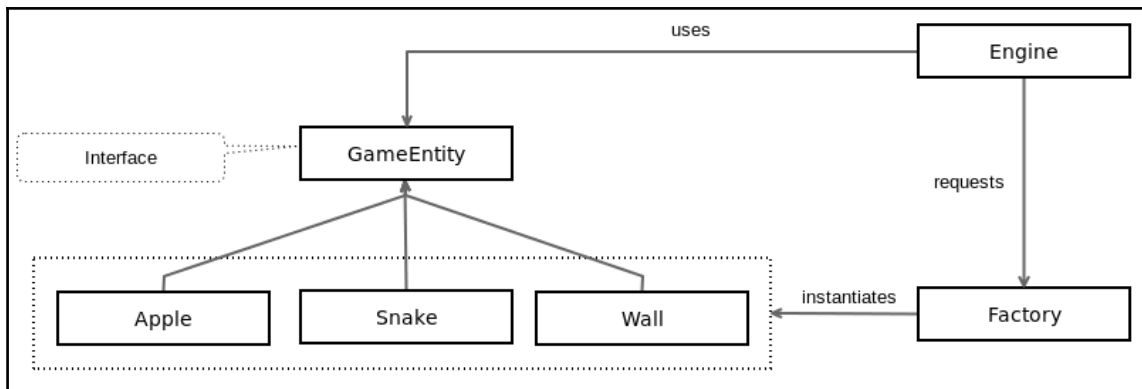 uses
Engine
Interface
GameEntity
requests
Apple
Snake
Wall
instantiates
Factory